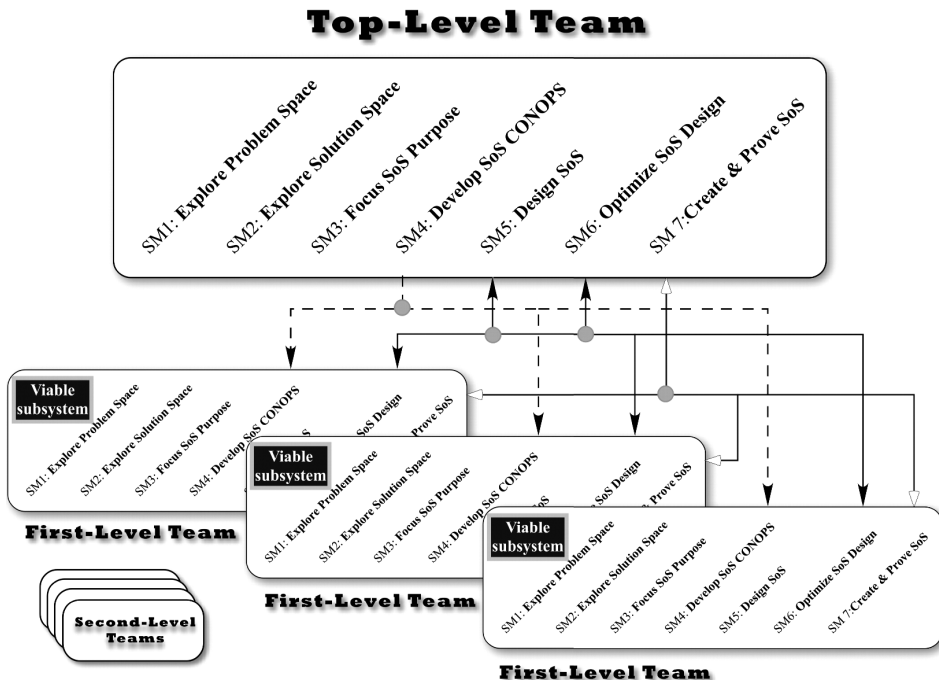 Top-Level Team
SM1: Explore Problem Space
SM2: Explore Solution Space
SM3: Focus SoS Purpose
SM4: Develop SoS CONOPS
SM5: Design SoS
SM6: Optimize SoS Design
SM 7:Create & Prove SoS
Viable
subsystem
SM1: Explore Problem Space
SM2: Explore Solution Space
SM3: Focus SoS Purpose
SM4: Develop SoS CONOPS
SoS Design
Prove SoS
First-Level Team
Viable
subsystem
SM1: Explore Problem Space
SM2: Explore Solution Space
SM3: Focus SoS Purpose
SM4: Develop SoS CONOPS
SoS
SoS Design
& Prove SoS
First-Level Team
Viable
subsystem
SM1: Explore Problem Space
SM2: Explore Solution Space
SM3: Focus SoS Purpose
SM4: Develop SoS CONOPS
SM5: Design SoS
SM6: Optimize SoS Design
SM 7:Create & Prove SoS
First-Level Team
Second-Level
Teams